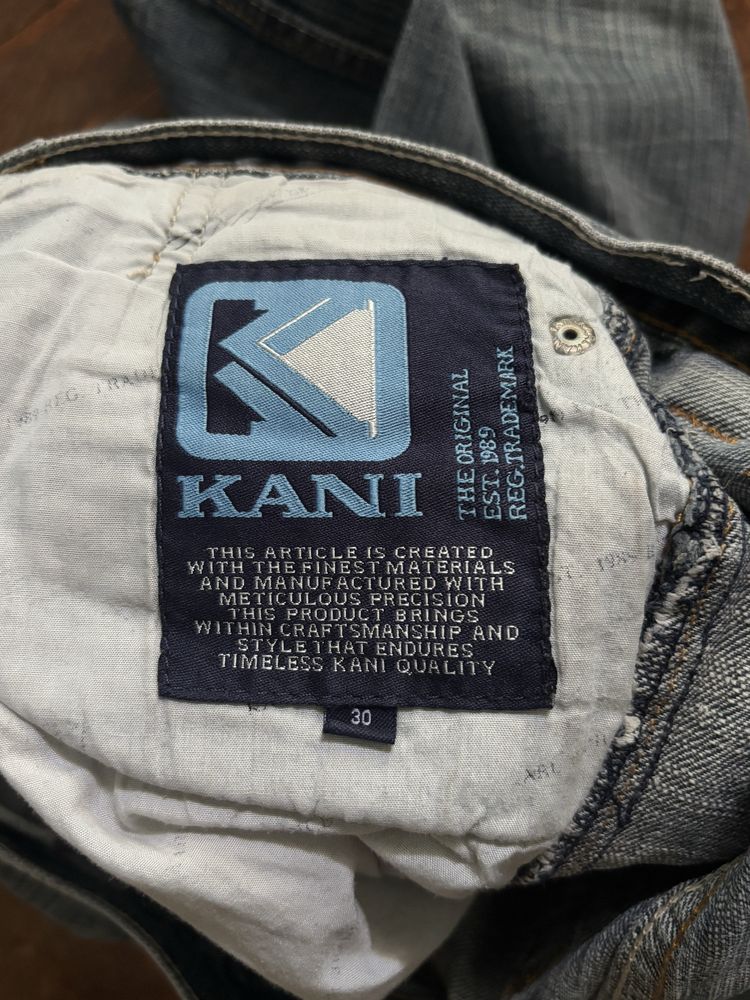 KANI
THE ORIGINAL
EST. 1989
REG. TRADEMARK
THIS ARTICLE IS CREATED
WITH THE FINEST MATERIALS
AND MANUFACTURED WITH
METICULOUS PRECISION
THIS PRODUCT BRINGS
WITHIN CRAFTSMANSHIP AND
STYLE THAT ENDURES
TIMELESS KANI QUALITY
30